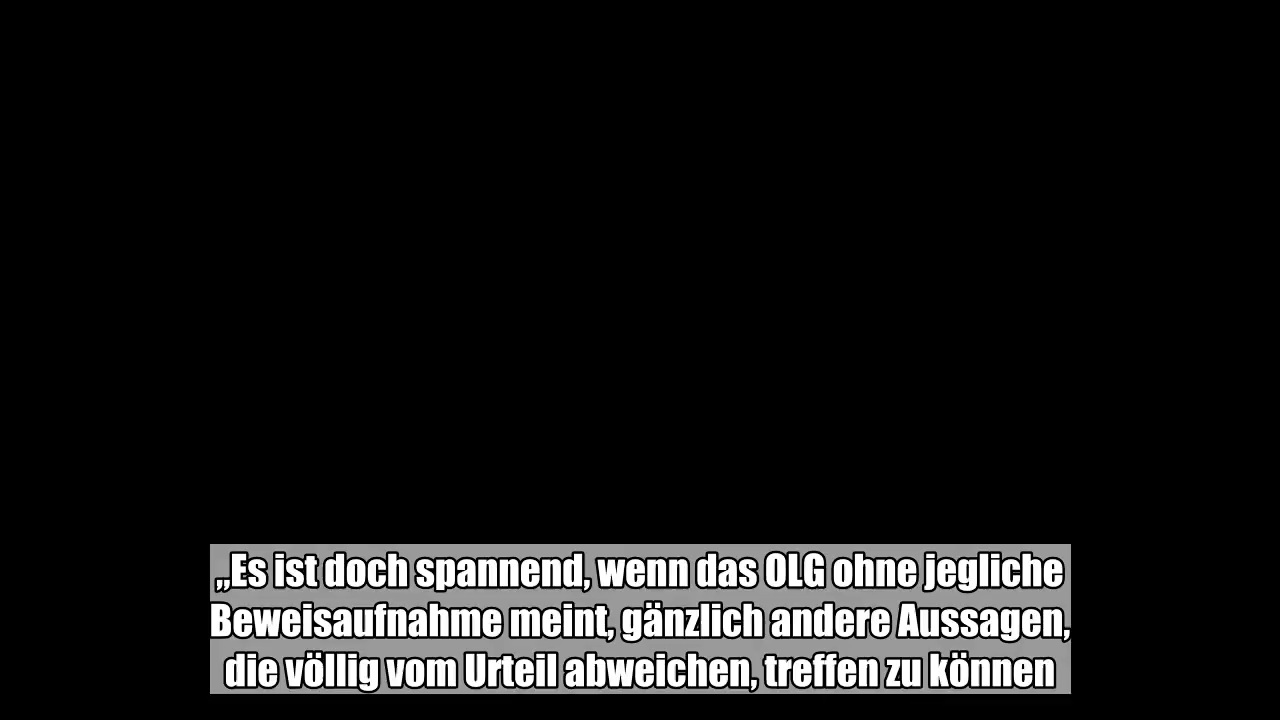 „Es ist doch spannend, wenn das OLG ohne jegliche
Beweisaufnahme meint, gänzlich andere Aussagen,
die völlig vom Urteil abweichen, treffen zu können